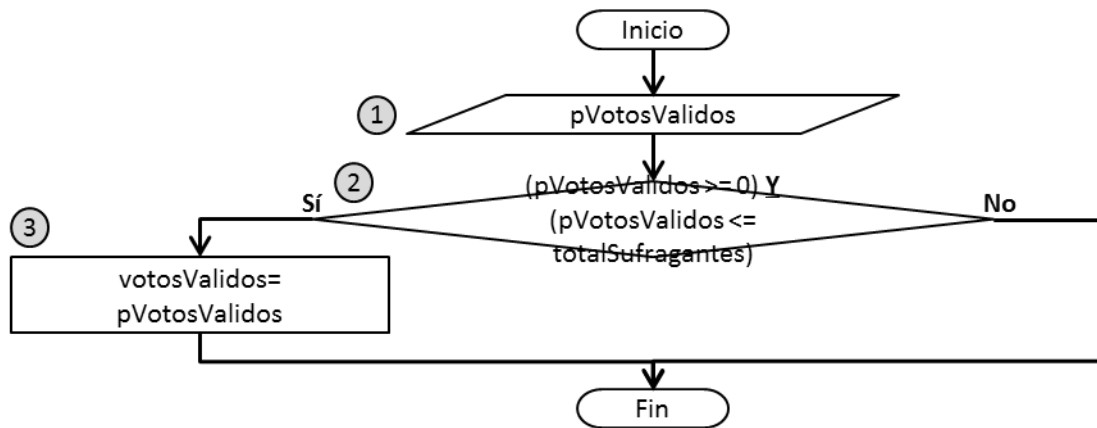 Inicio
1
pVotosValidos
2
(pVotosValidos >= 0) Y
Sí
No
(pVotosValidos <=
totalSufragantes)
3
votosValidos=
pVotosValidos
Fin